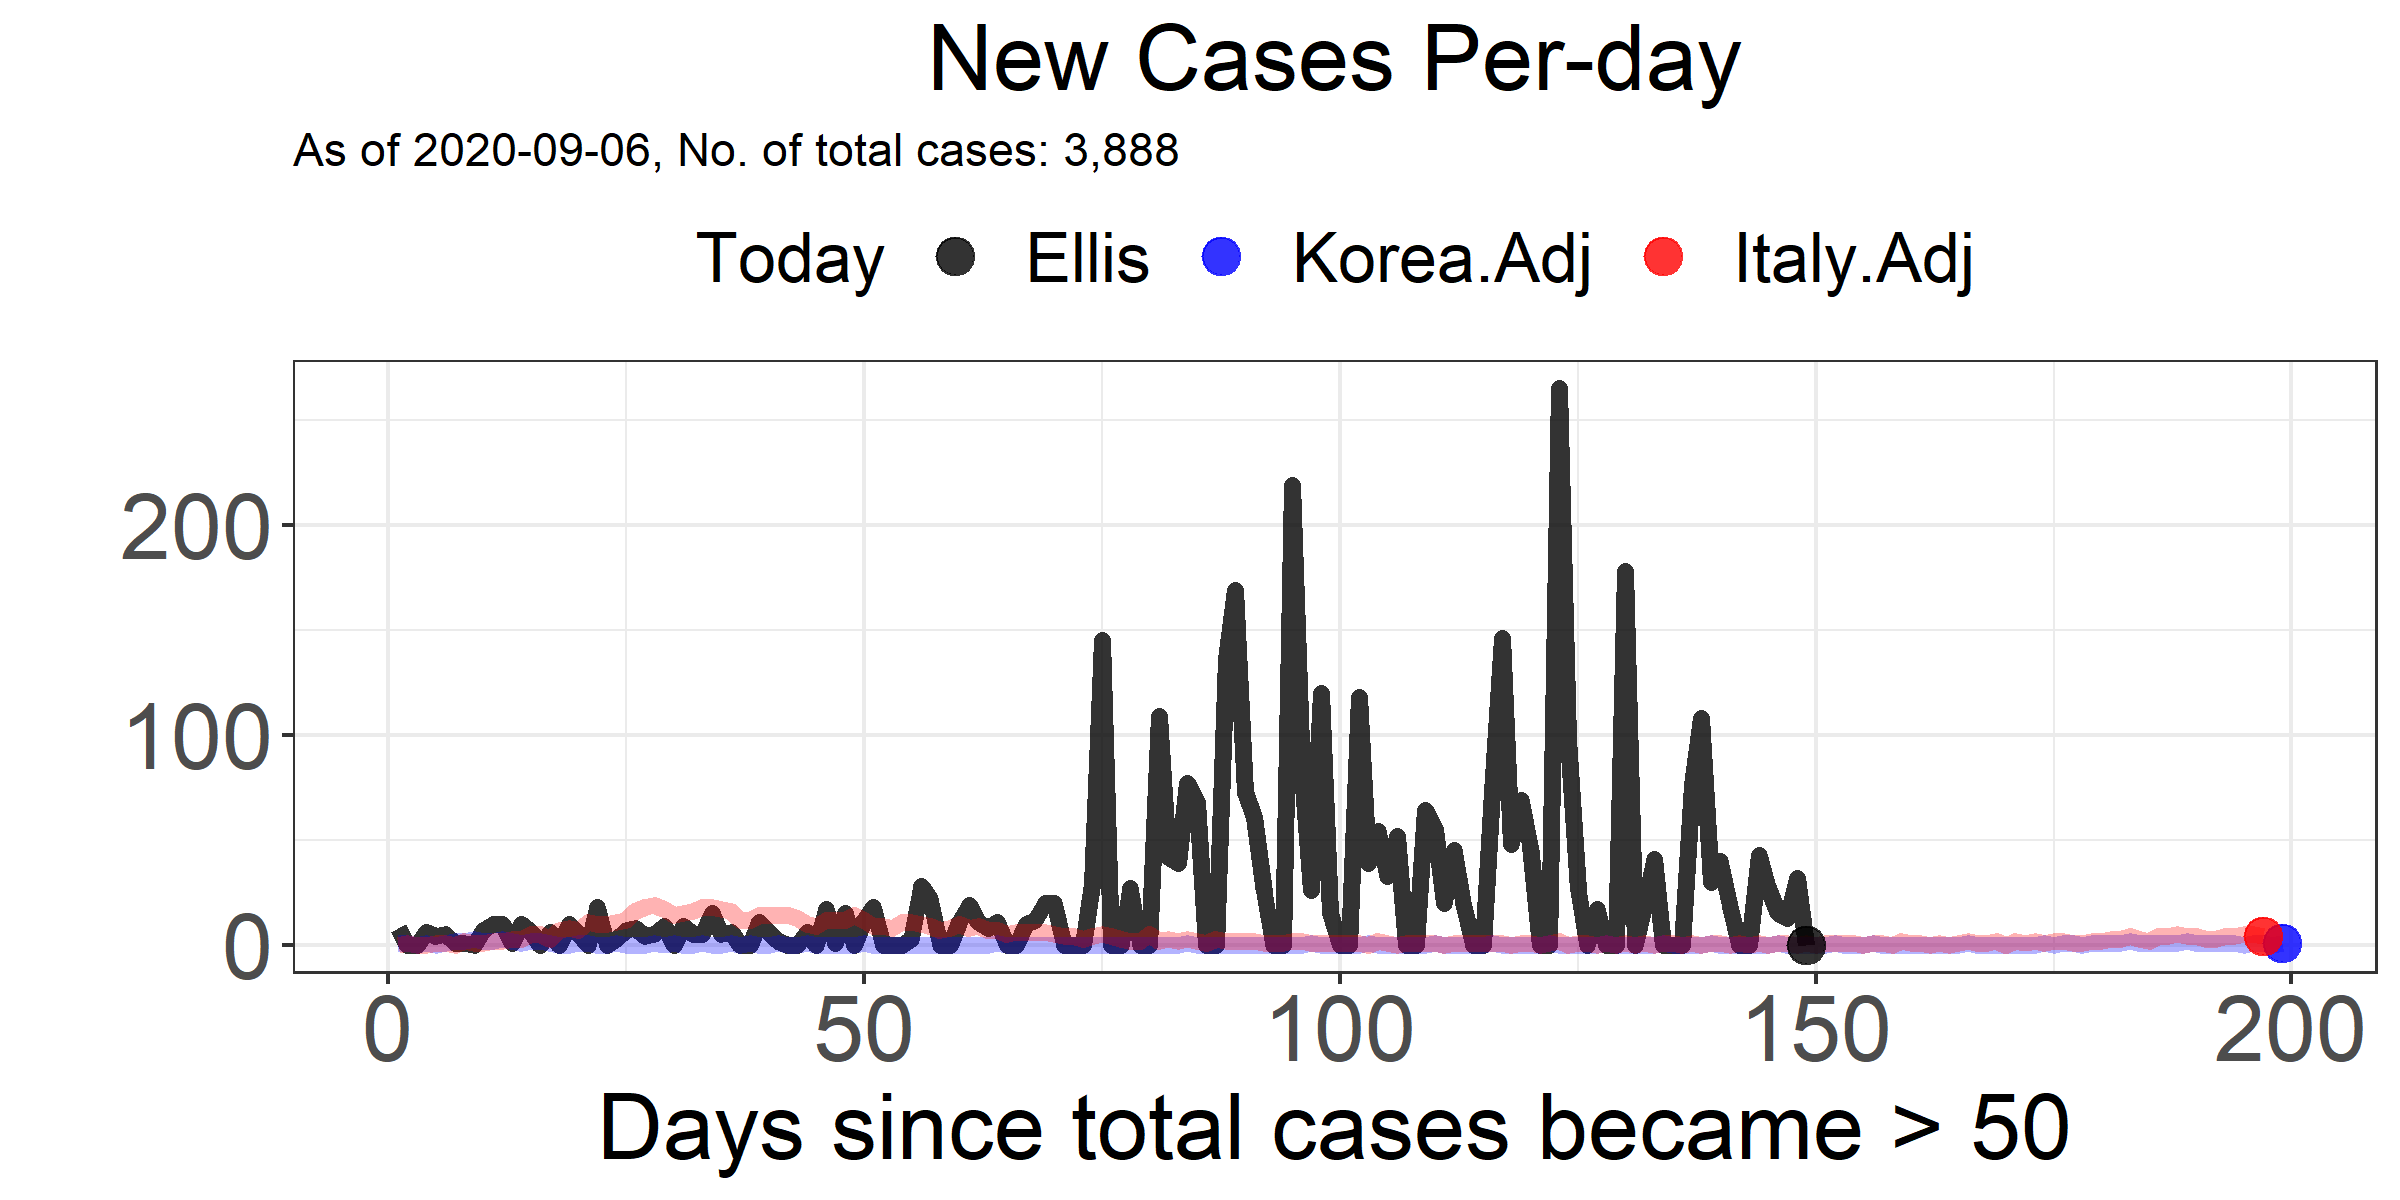 New Cases Per-day
As of 2020-09-06, No. of total cases: 3,888
Today Ellis Korea.Adj Italy.Adj
200
100
0
0 50 100 150 200
Days since total cases became > 50